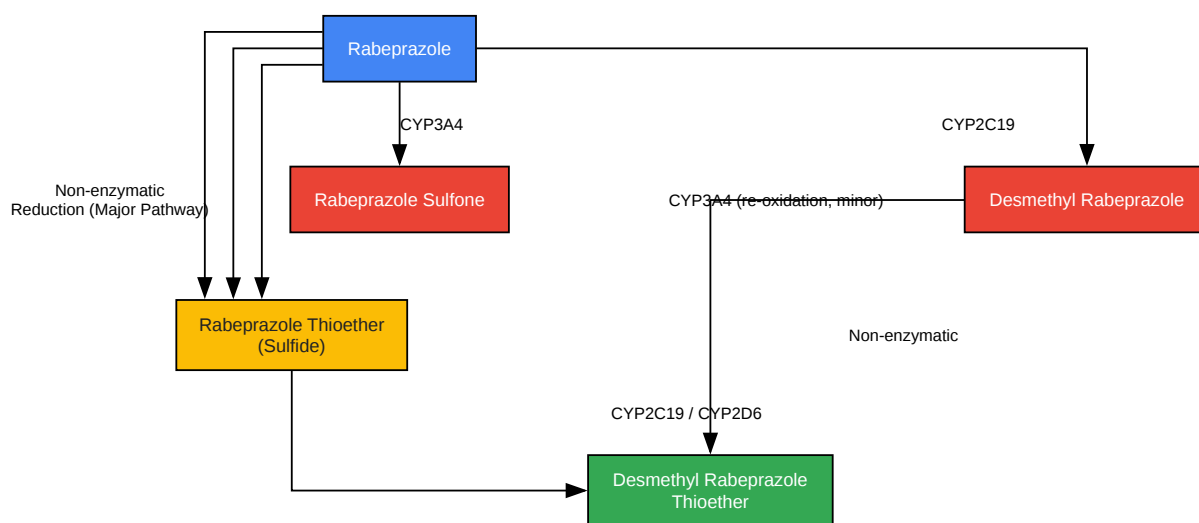 Rabeprazole
CYP3A4
CYP2C19
Non-enzymatic
Reduction (Major Pathway)
Rabeprazole Sulfone
CYP3A4 (re-oxidation, minor)
Desmethyl Rabeprazole
Rabeprazole Thioether
(Sulfide)
Non-enzymatic
CYP2C19 / CYP2D6
Desmethyl Rabeprazole
Thioether